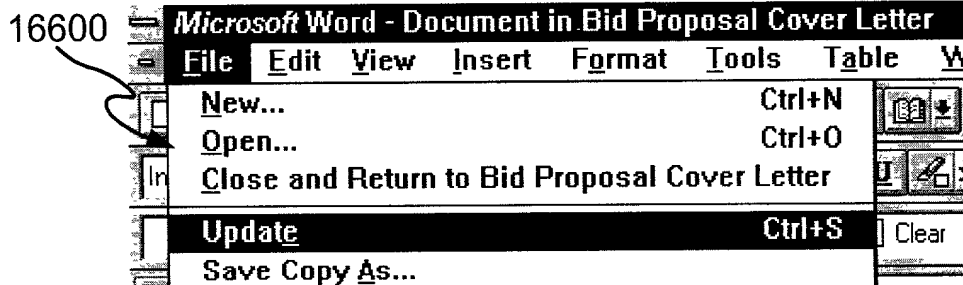 16600
Microsoft Word - Document in Bid Proposal Cover Letter
File Edit View Insert Format Tools Table W
New... Ctrl+N
Open... Ctrl+O
In
Close and Return to Bid Proposal Cover Letter U
Update Ctrl+S Clear
Save Copy As...